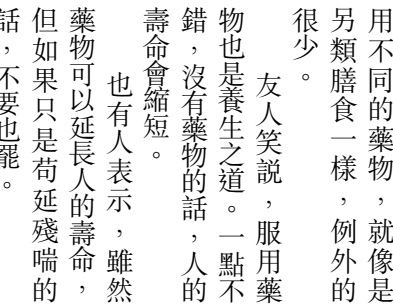 用不同的藥物，就像是
另類膳食一樣，例外的
很少。
友人笑説，服用藥
物也是養生之道。一點不
錯，沒有藥物的話，人的
壽命會縮短。
也有人表示，雖然
藥物可以延長人的壽命，
但如果只是苟延殘喘的
話，不要也罷。